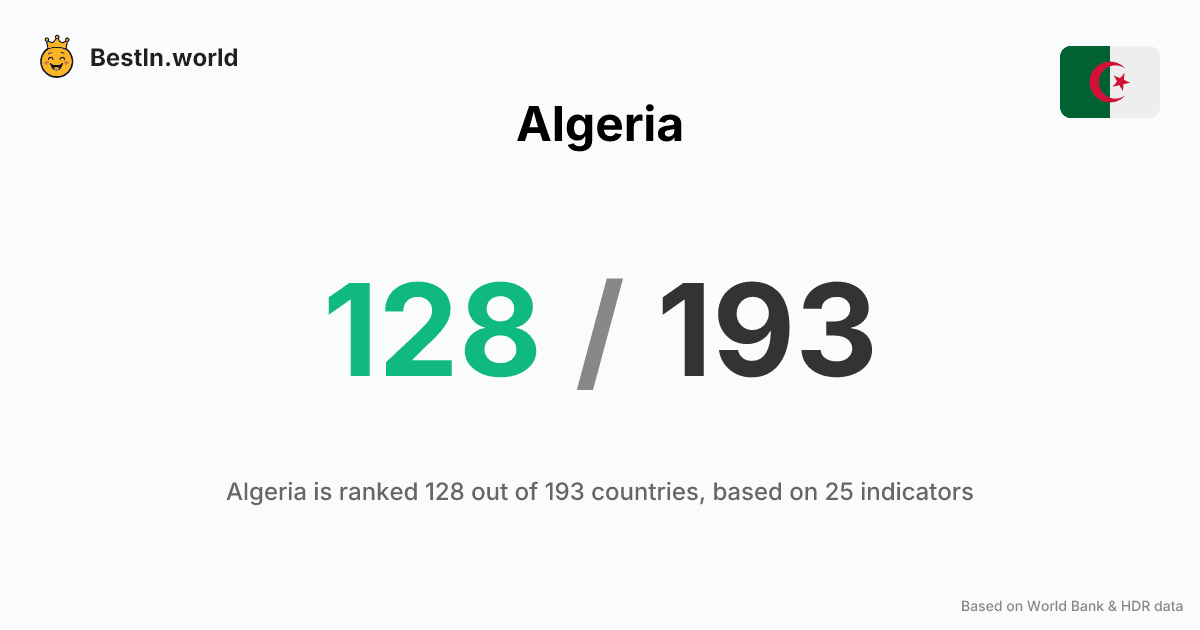 BestIn.world
Algeria
128 / 193
Algeria is ranked 128 out of 193 countries, based on 25 indicators
Based on World Bank & HDR data